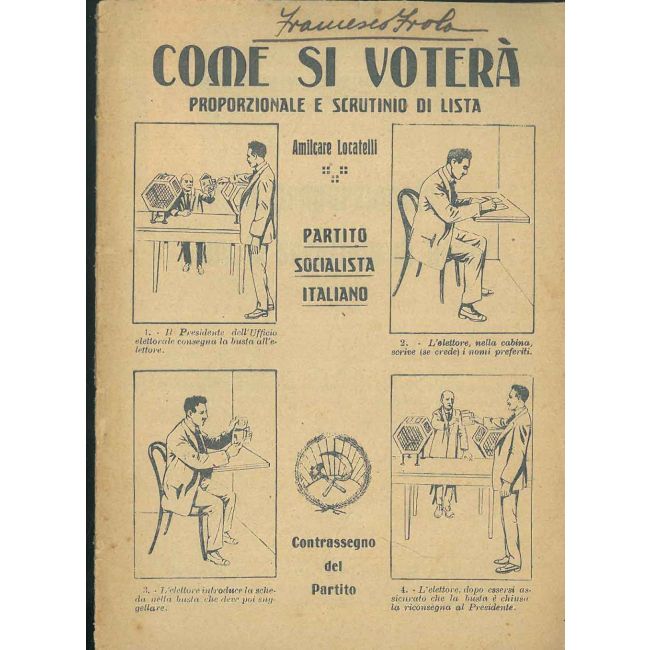 Francesco Frola
COME SI VOTERÀ
PROPORZIONALE E SCRUTINIO DI LISTA
Amilcare Locatelli
PARTITO
SOCIALISTA
ITALIANO
1. - Il Presidente dell'Ufficio
elettorale consegna la busta all'e-
lettore.
2. - L'elettore, nella cabina,
scrive (se crede) i nomi preferiti.
3. - L'elettore introduce la sche-
da nella busta che deve poi sug-
gellare.
Contrassegno
del
Partito
4. - L'elettore, dopo essersi as-
sicurato che la busta è chiusa
la riconsegna al Presidente.